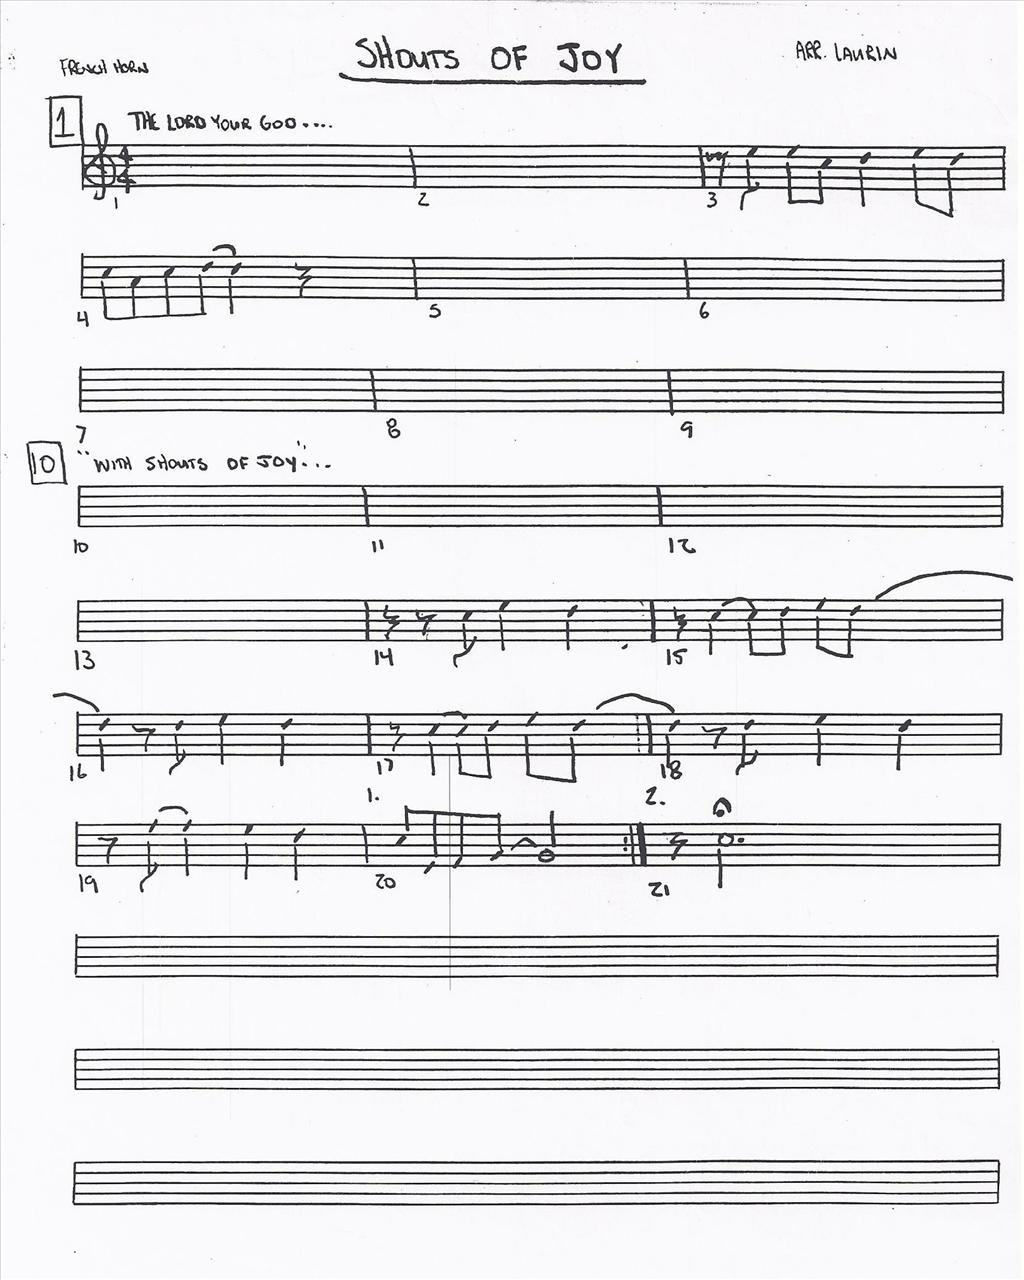 SHOUTS OF JOY
FRENCH HORN
ARR. LAURIN
1
THE LORD YOUR GOD....
4
4
1 2 3
4 5 6
7 8 9
10 "WITH SHOUTS OF JOY"...
10 11 12
13 14 15
16 17 18
1. 2.
19 20 21